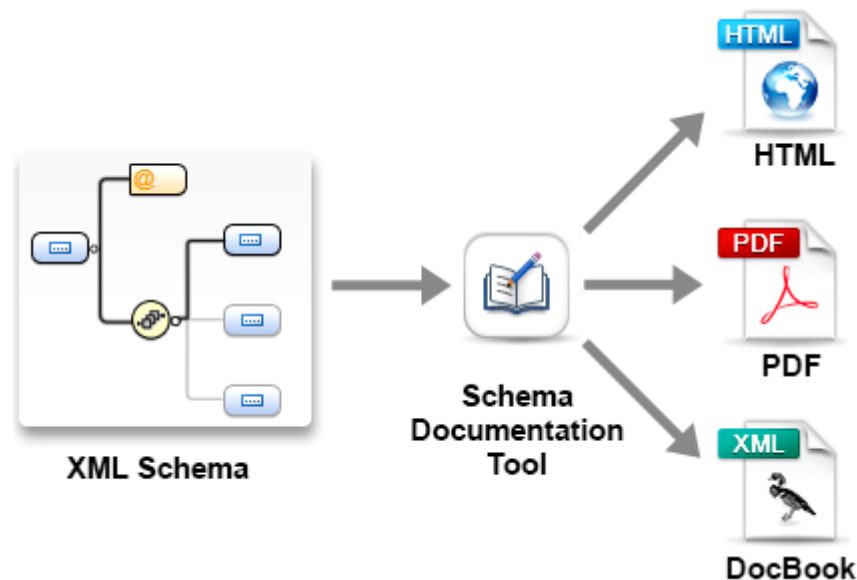 HTML
HTML
@
XML Schema
Schema
Documentation
Tool
PDF
PDF
XML
DocBook